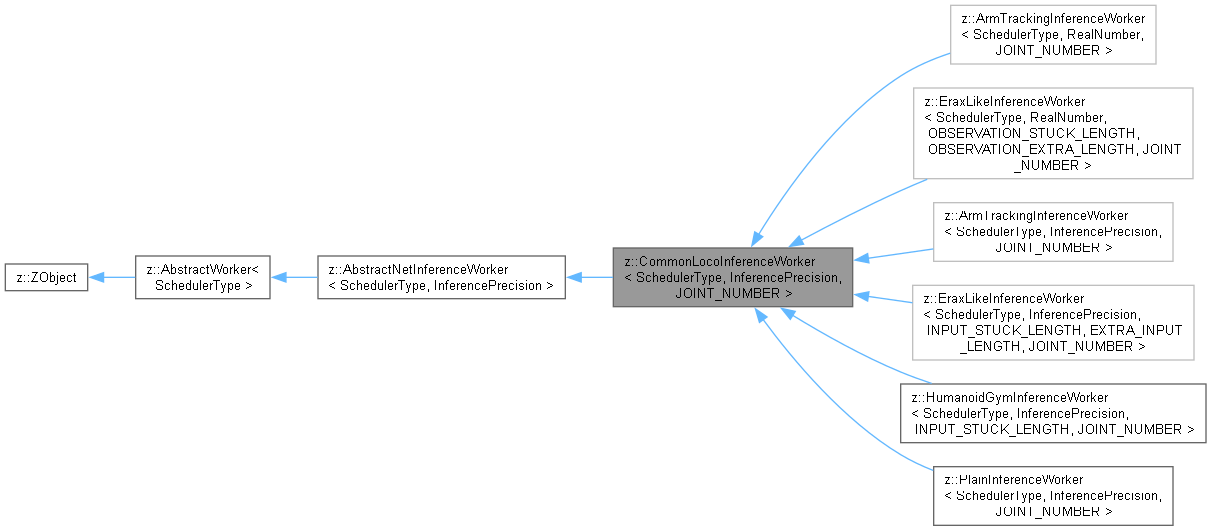 z::ZObject
z::AbstractWorker<
SchedulerType >
z::AbstractNetInferenceWorker
< SchedulerType, InferencePrecision >
z::CommonLocoInferenceWorker
< SchedulerType, InferencePrecision,
JOINT_NUMBER >
z::ArmTrackingInferenceWorker
< SchedulerType, RealNumber,
JOINT_NUMBER >
z::EraxLikeInferenceWorker
< SchedulerType, RealNumber,
OBSERVATION_STUCK_LENGTH,
OBSERVATION_EXTRA_LENGTH, JOINT
_NUMBER >
z::ArmTrackingInferenceWorker
< SchedulerType, InferencePrecision,
JOINT_NUMBER >
z::EraxLikeInferenceWorker
< SchedulerType, InferencePrecision,
INPUT_STUCK_LENGTH, EXTRA_INPUT
_LENGTH, JOINT_NUMBER >
z::HumanoidGymInferenceWorker
< SchedulerType, InferencePrecision,
INPUT_STUCK_LENGTH, JOINT_NUMBER >
z::PlainInferenceWorker
< SchedulerType, InferencePrecision,
JOINT_NUMBER >